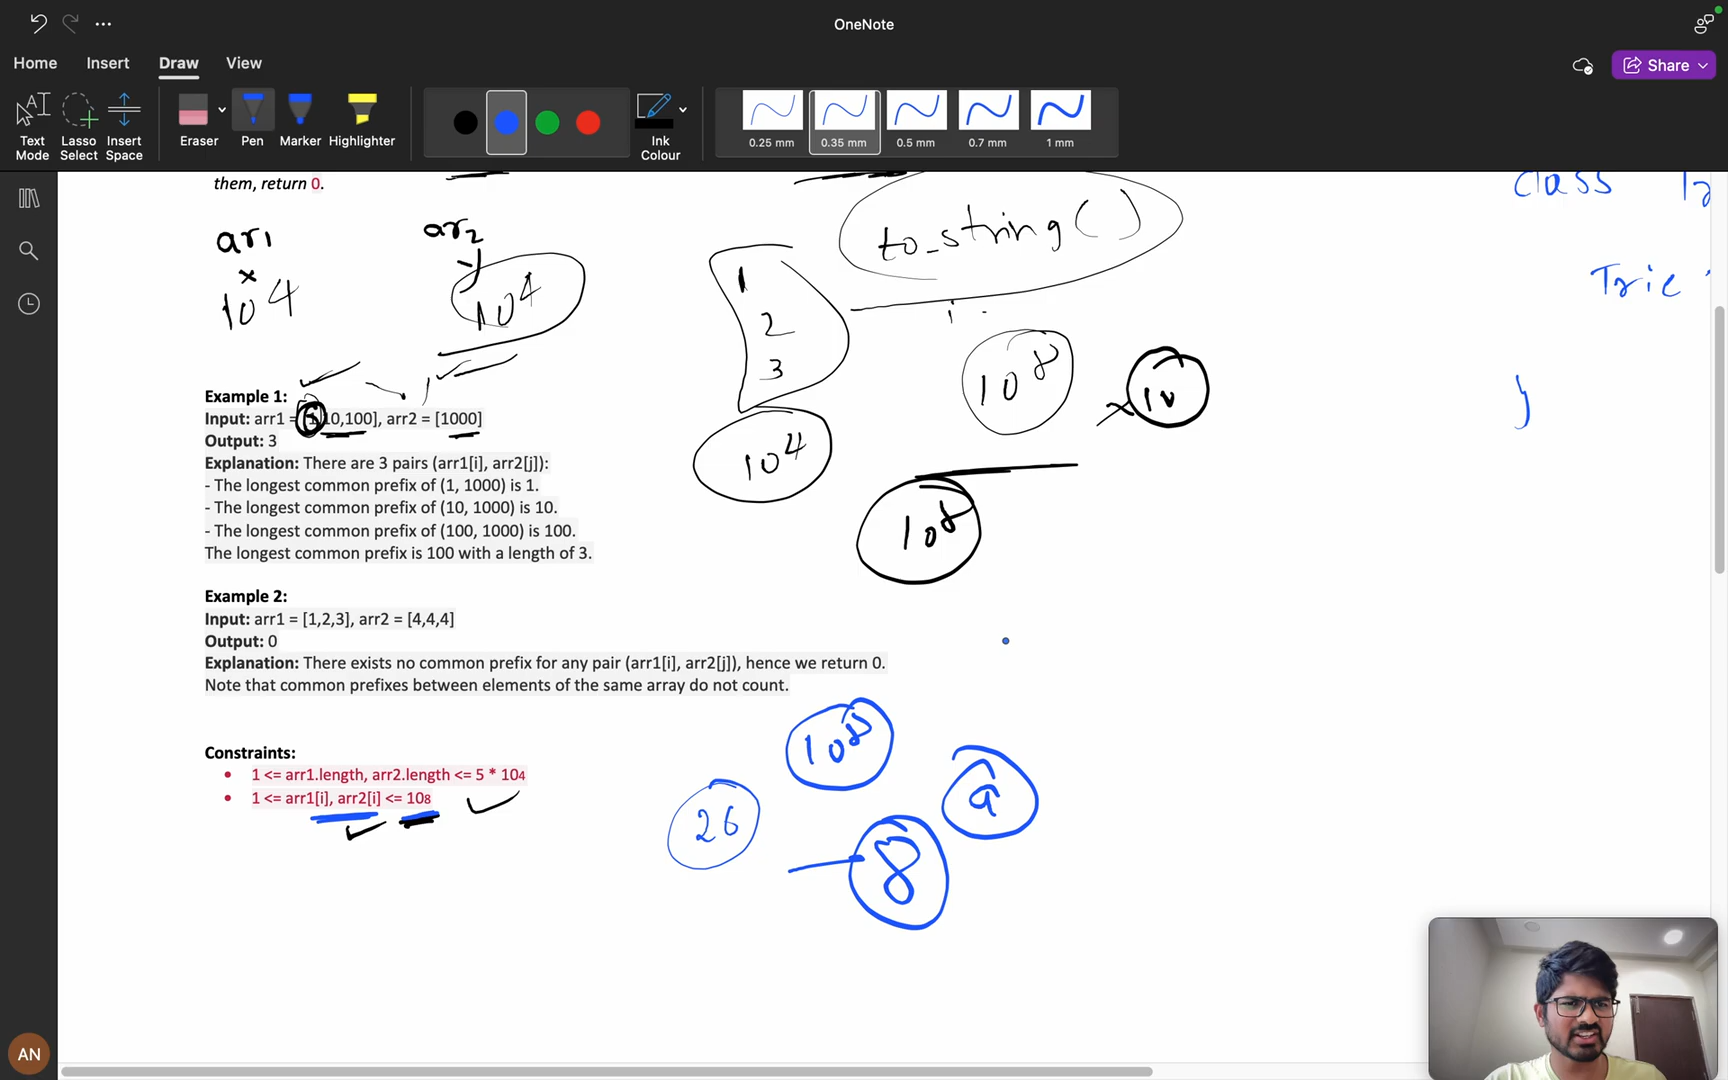 OneNote
Home Insert Draw View
Share
Text Mode
Lasso Select
Insert Space
Eraser
Pen
Marker
Highlighter
Ink Colour
0.25 mm
0.35 mm
0.5 mm
0.7 mm
1 mm
them, return 0.
class
ar1 ar2
to_string ( )
Trie
x y
10 4 10 4
1
2
3
10 8
10
}
10 4
10 8
Example 1:
Input: arr1 = 10,100], arr2 = [1000]
Output: 3
Explanation: There are 3 pairs (arr1[i], arr2[j]):
- The longest common prefix of (1, 1000) is 1.
- The longest common prefix of (10, 1000) is 10.
- The longest common prefix of (100, 1000) is 100.
The longest common prefix is 100 with a length of 3.
Example 2:
Input: arr1 = [1,2,3], arr2 = [4,4,4]
Output: 0
Explanation: There exists no common prefix for any pair (arr1[i], arr2[j]), hence we return 0.
Note that common prefixes between elements of the same array do not count.
10 8
Constraints:
• 1 <= arr1.length, arr2.length <= 5 * 104
• 1 <= arr1[i], arr2[i] <= 108
26
8
AN